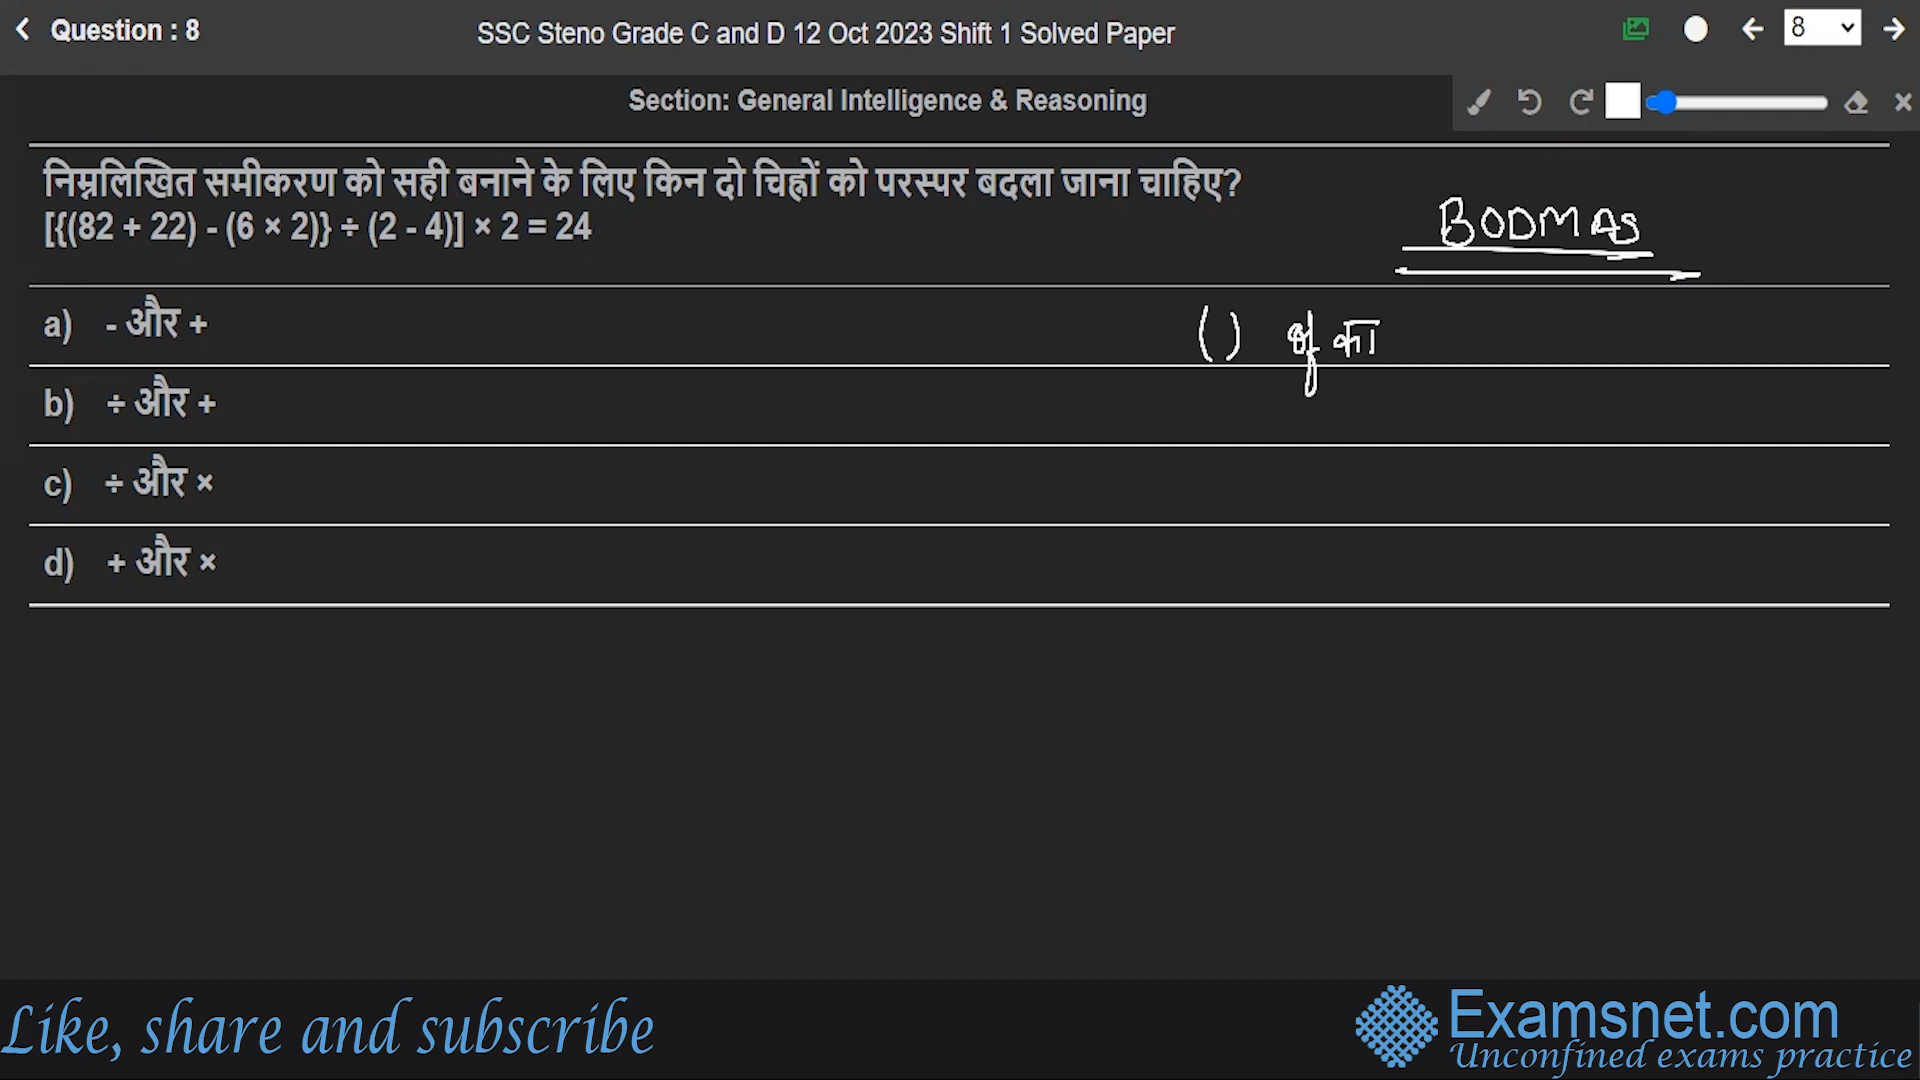 Question : 8
SSC Steno Grade C and D 12 Oct 2023 Shift 1 Solved Paper
8
Section: General Intelligence & Reasoning
निम्नलिखित समीकरण को सही बनाने के लिए किन दो चिह्नों को परस्पर बदला जाना चाहिए?
[{(82 + 22) - (6 × 2)} ÷ (2 - 4)] × 2 = 24
BODMAS
a) - और +
( ) of का
b) ÷ और +
c) ÷ और ×
d) + और ×
Like, share and subscribe
Examsnet.com
Unconfined exams practice